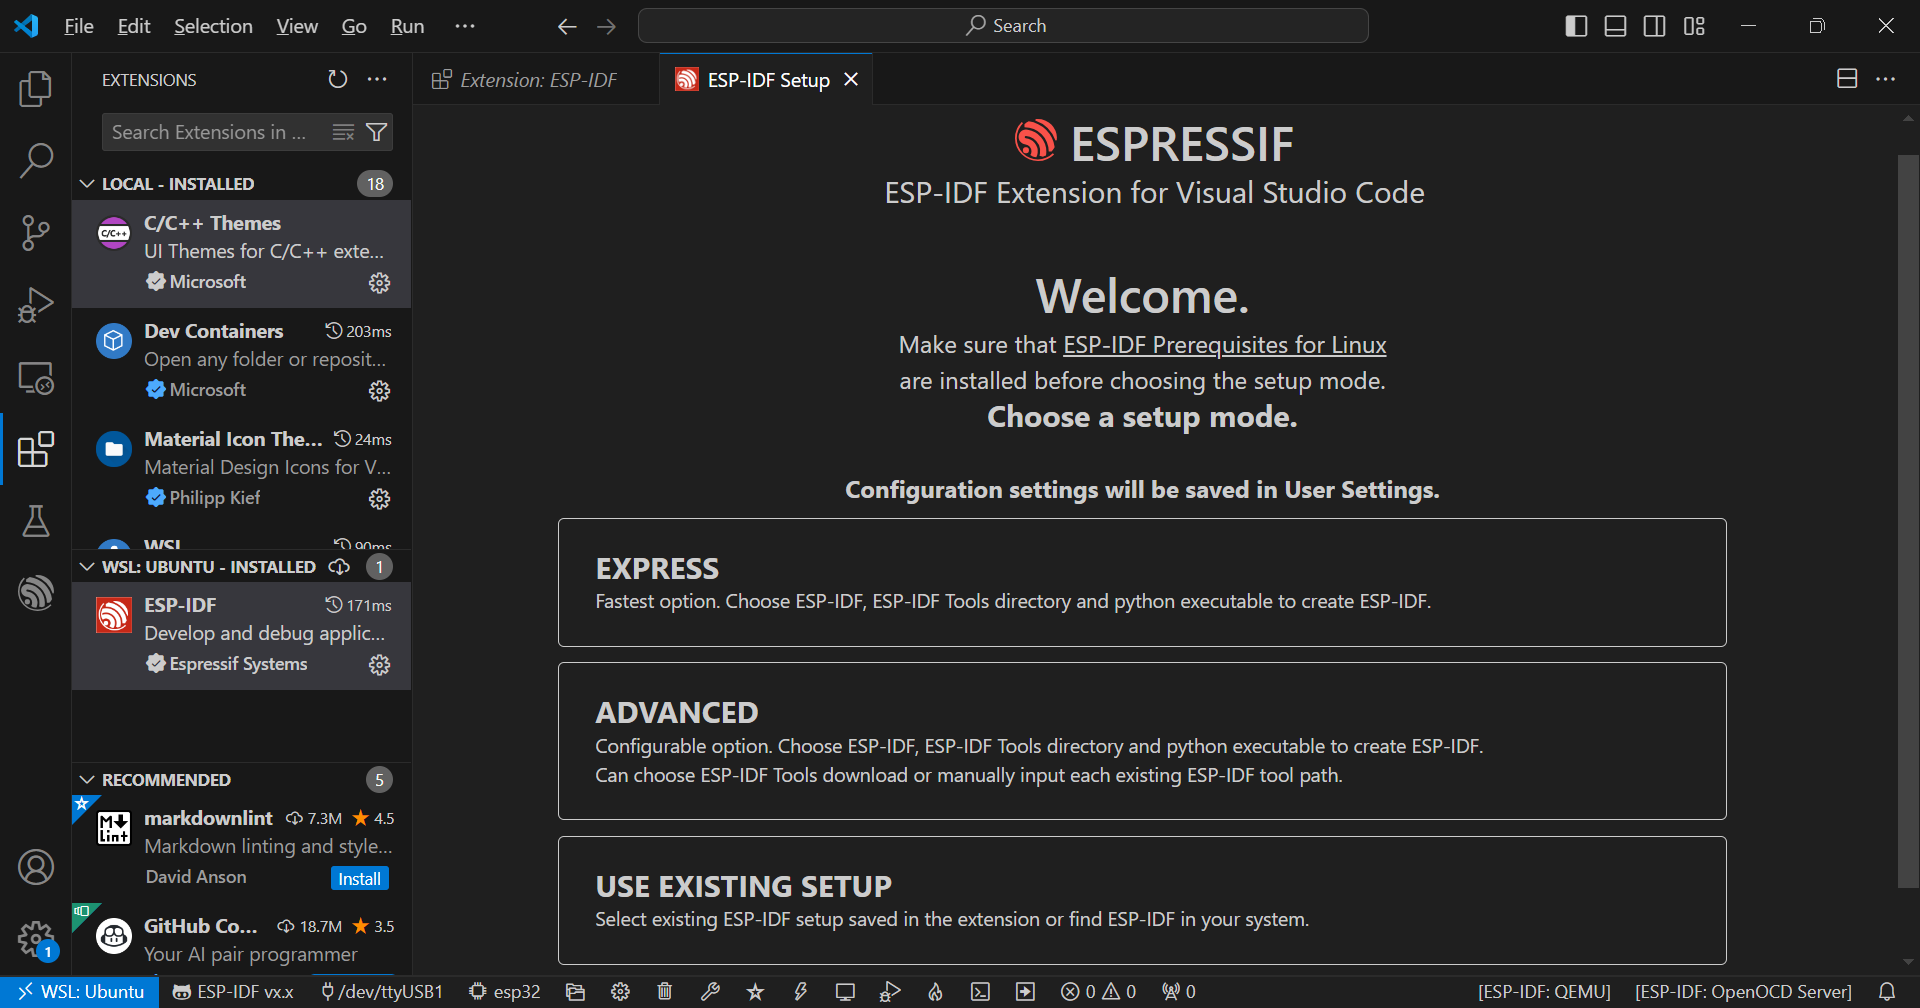 File Edit Selection View Go Run ···
Search
EXTENSIONS
Search Extensions in ...
LOCAL - INSTALLED 18
C/C++
C/C++ Themes
UI Themes for C/C++ exte...
Microsoft
Dev Containers 203ms
Open any folder or reposit...
Microsoft
Material Icon The... 24ms
Material Design Icons for V...
Philipp Kief
WSL 90ms
WSL: UBUNTU - INSTALLED 1
ESP-IDF 171ms
Develop and debug applic...
Espressif Systems
RECOMMENDED 5
M lint
markdownlint 7.3M 4.5
Markdown linting and style...
David Anson Install
GitHub Co... 18.7M 3.5
Your AI pair programmer
1
Extension: ESP-IDF
ESP-IDF Setup
ESPRESSIF
ESP-IDF Extension for Visual Studio Code
Welcome.
Make sure that ESP-IDF Prerequisites for Linux
are installed before choosing the setup mode.
Choose a setup mode.
Configuration settings will be saved in User Settings.
EXPRESS
Fastest option. Choose ESP-IDF, ESP-IDF Tools directory and python executable to create ESP-IDF.
ADVANCED
Configurable option. Choose ESP-IDF, ESP-IDF Tools directory and python executable to create ESP-IDF.
Can choose ESP-IDF Tools download or manually input each existing ESP-IDF tool path.
USE EXISTING SETUP
Select existing ESP-IDF setup saved in the extension or find ESP-IDF in your system.
WSL: Ubuntu ESP-IDF vx.x /dev/ttyUSB1 esp32 0 0 0 [ESP-IDF: QEMU] [ESP-IDF: OpenOCD Server]